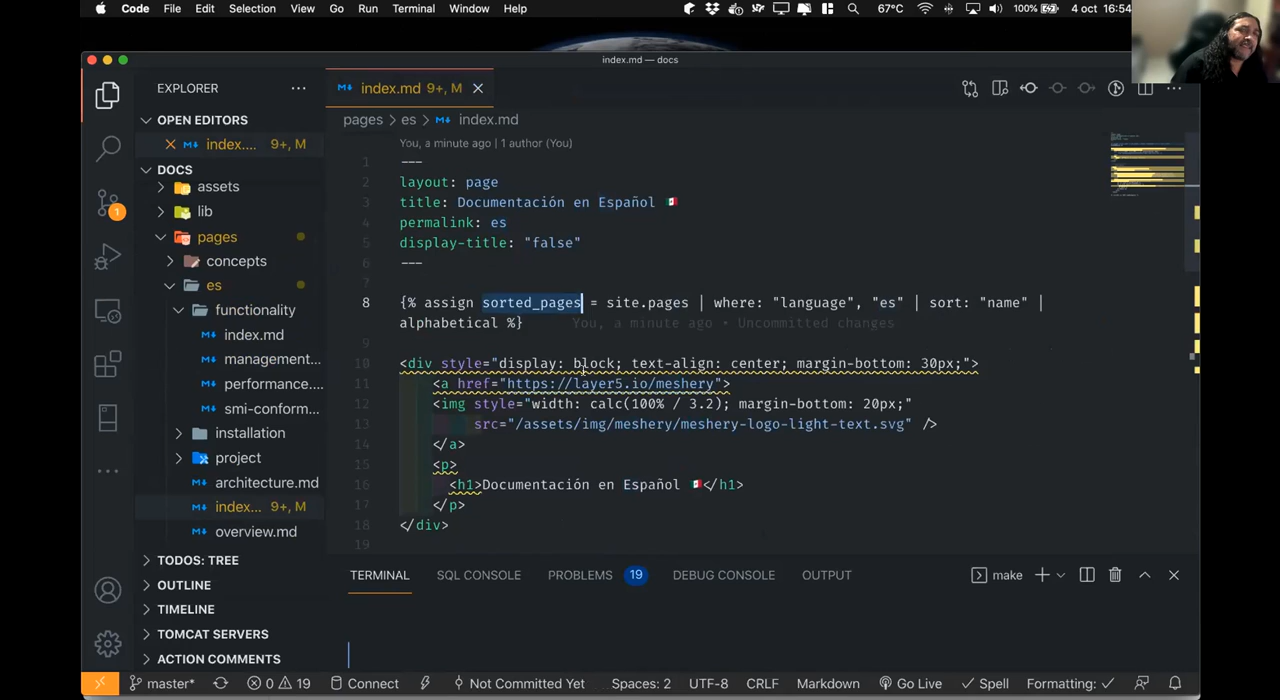 Code File Edit Selection View Go Run Terminal Window Help 67°C 100% 4 oct 16:54
index.md — docs
EXPLORER ···
index.md 9+, M
OPEN EDITORS
index.... 9+, M
DOCS
assets
lib
pages
concepts
es
functionality
index.md
management...
performance...
smi-conform...
installation
project
architecture.md
index... 9+, M
overview.md
TODOS: TREE
OUTLINE
TIMELINE
TOMCAT SERVERS
ACTION COMMENTS
1
pages > es > index.md
You, a minute ago | 1 author (You)
1 ---
2 layout: page
3 title: Documentación en Español 🇲🇽
4 permalink: es
5 display-title: "false"
6 ---
7
8 {% assign sorted_pages = site.pages | where: "language", "es" | sort: "name" |
alphabetical %} You, a minute ago • Uncommitted changes
9
10 <div style="display: block; text-align: center; margin-bottom: 30px;">
11 <a href="https://layer5.io/meshery">
12 <img style="width: calc(100% / 3.2); margin-bottom: 20px;"
13 src="/assets/img/meshery/meshery-logo-light-text.svg" />
14 </a>
15 <p>
16 <h1>Documentación en Español 🇲🇽</h1>
17 </p>
18 </div>
19
TERMINAL SQL CONSOLE PROBLEMS 19 DEBUG CONSOLE OUTPUT make
master* 0 19 Connect Not Committed Yet Spaces: 2 UTF-8 CRLF Markdown Go Live Spell Formatting: ✓